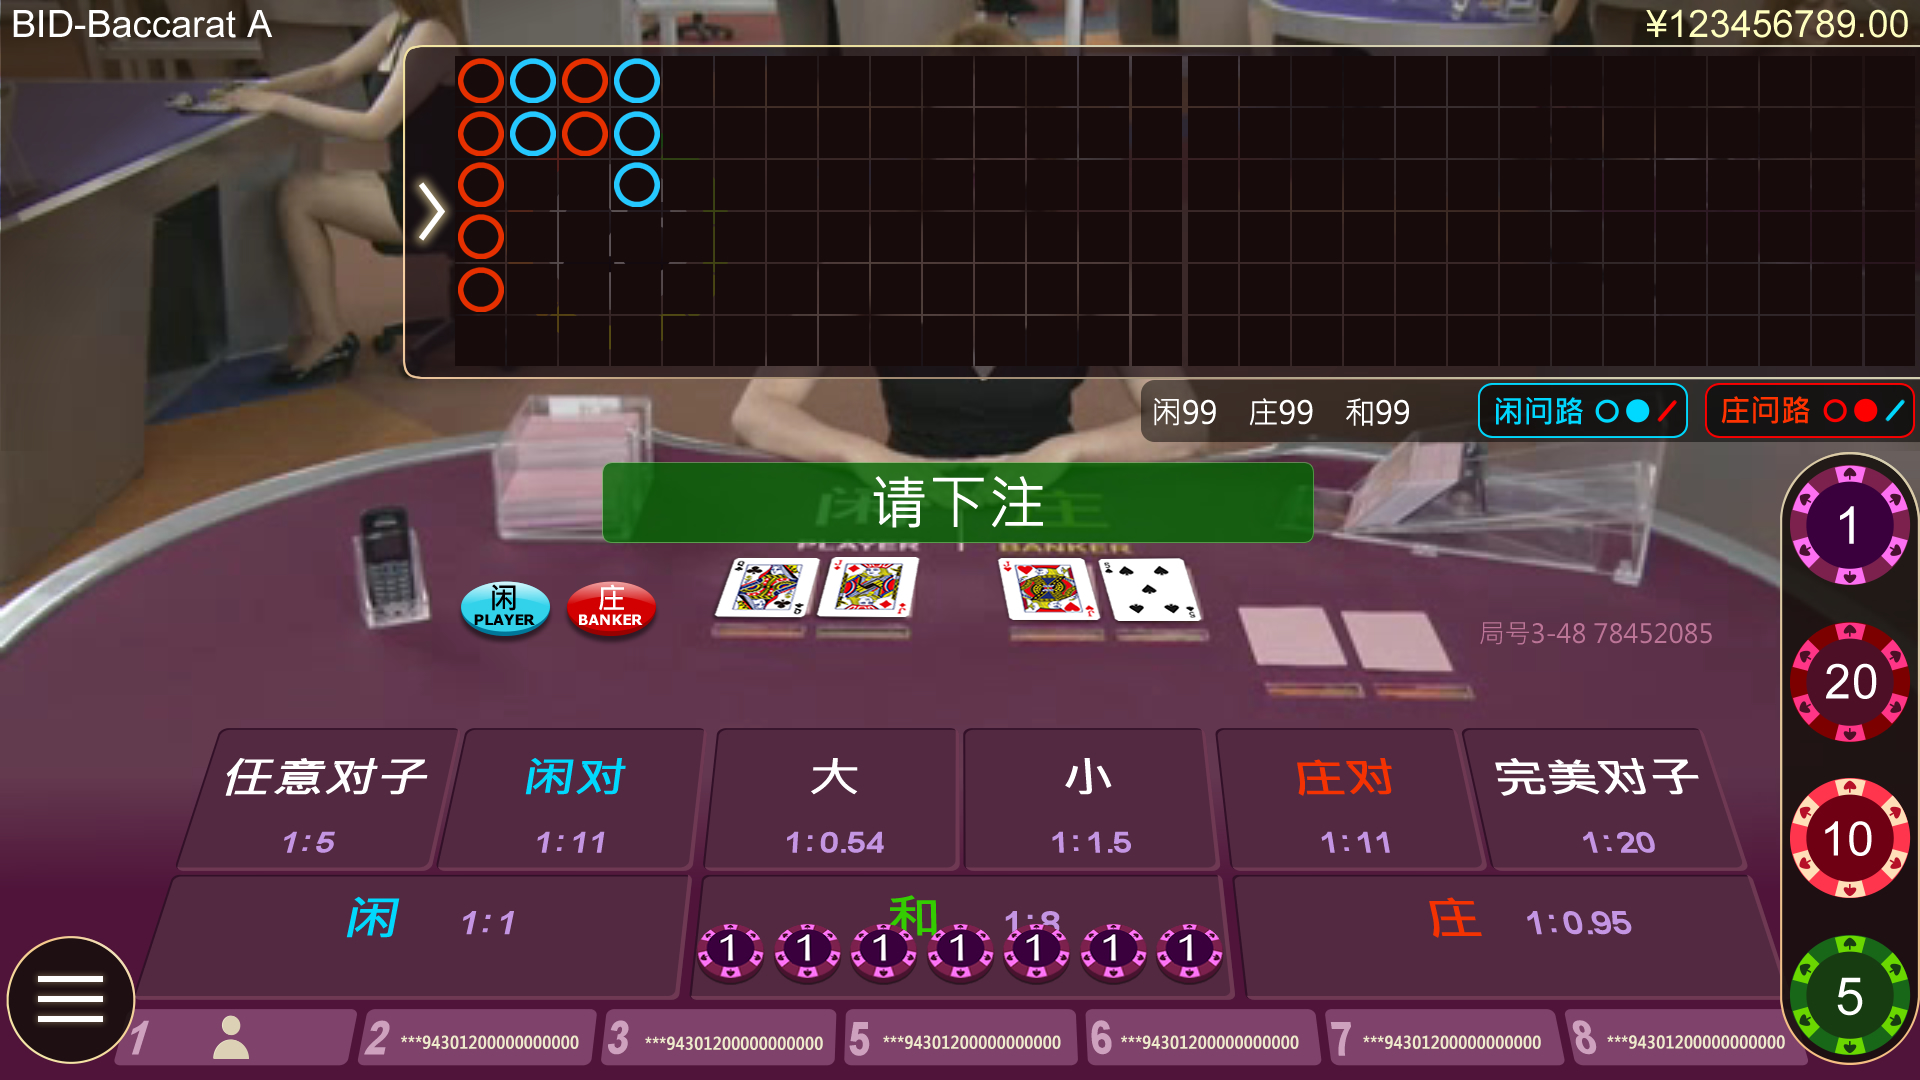 BID-Baccarat A
¥123456789.00
闲99 庄99 和99
闲问路
庄问路
请下注
PLAYER BANKER
闲
PLAYER
庄
BANKER
局号3-48 78452085
1
20
10
5
任意对子
1:5
闲对
1:11
大
1:0.54
小
1:1.5
庄对
1:11
完美对子
1:20
闲 1:1
和 1:8
庄 1:0.95
1 1 1 1 1 1 1
1
2 ***94301200000000000
3 ***94301200000000000
5 ***94301200000000000
6 ***94301200000000000
7 ***94301200000000000
8 ***94301200000000000